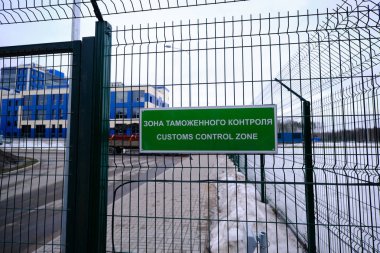 ЗОНА ТАМОЖЕННОГО КОНТРОЛЯ
CUSTOMS CONTROL ZONE